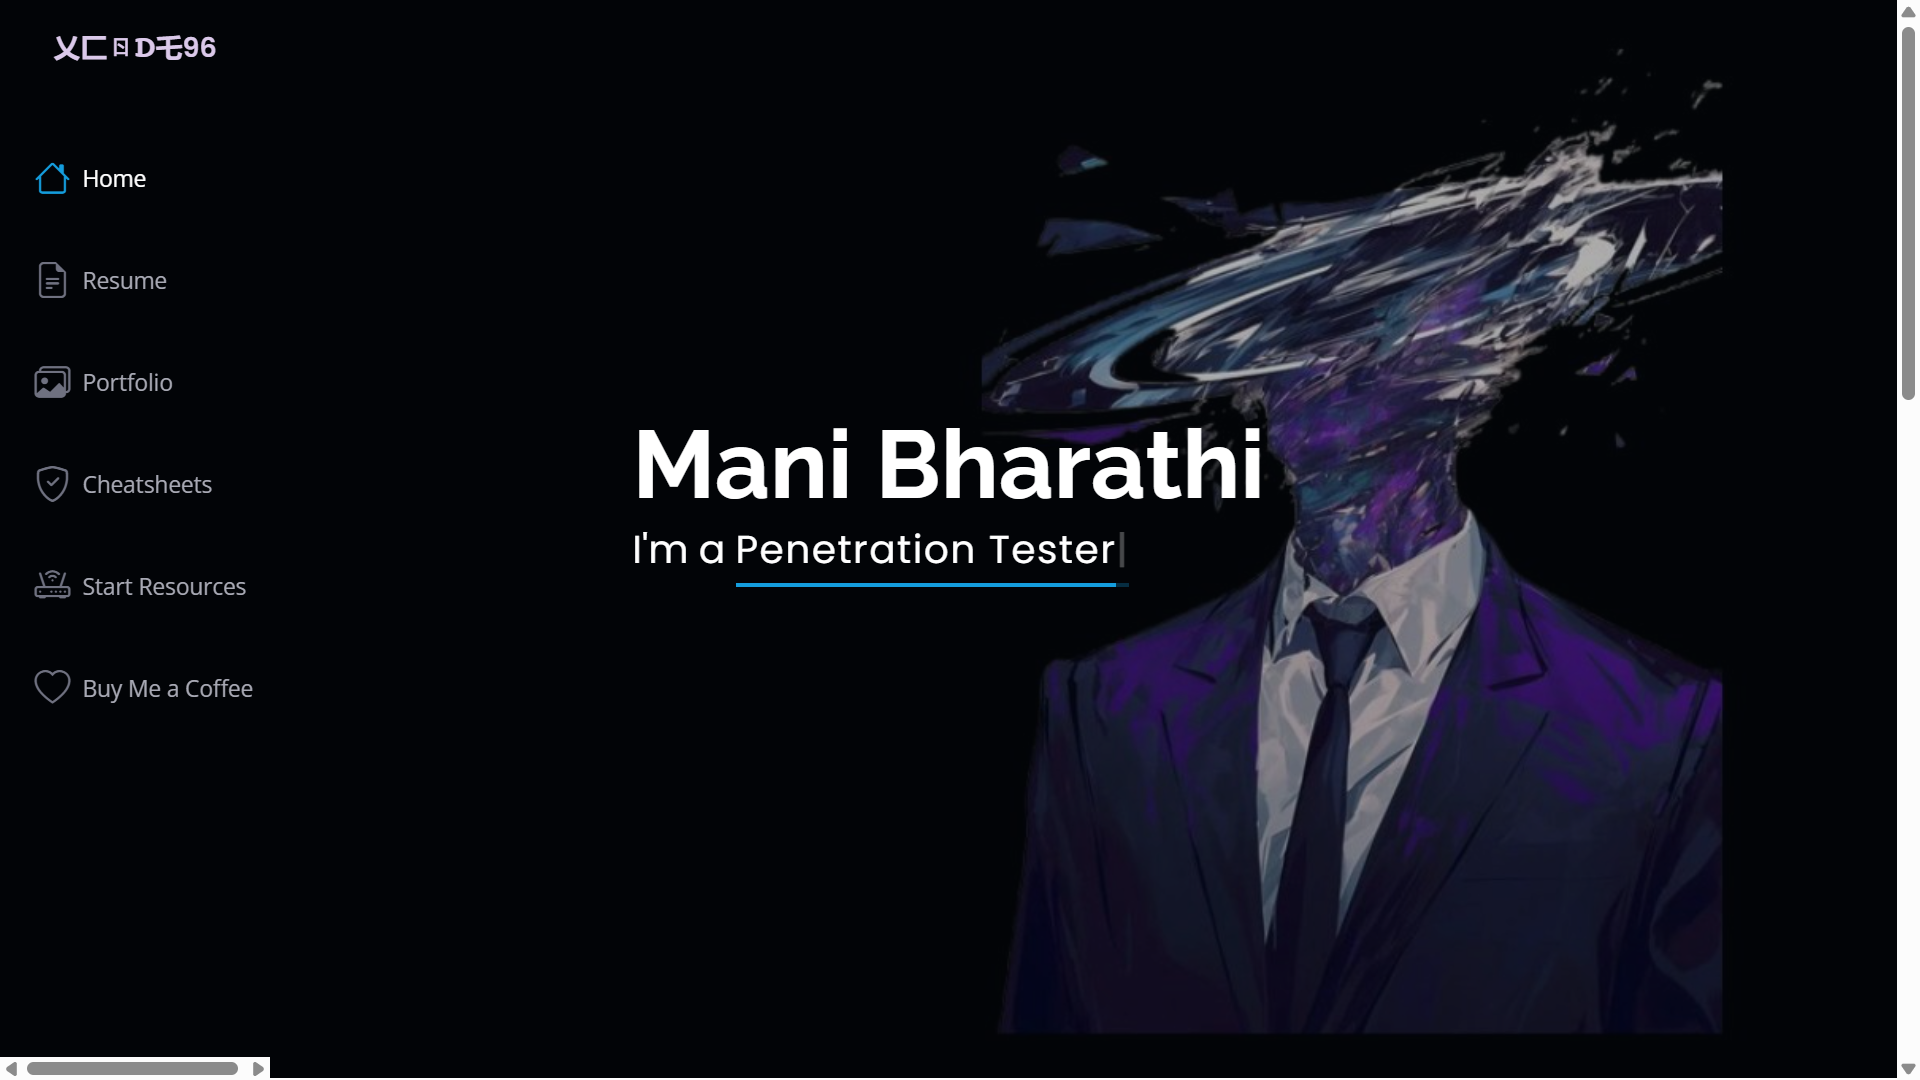 乂匚日D乇96
Home
Resume
Portfolio
Cheatsheets
Start Resources
Buy Me a Coffee
Mani Bharathi
I'm a Penetration Tester|